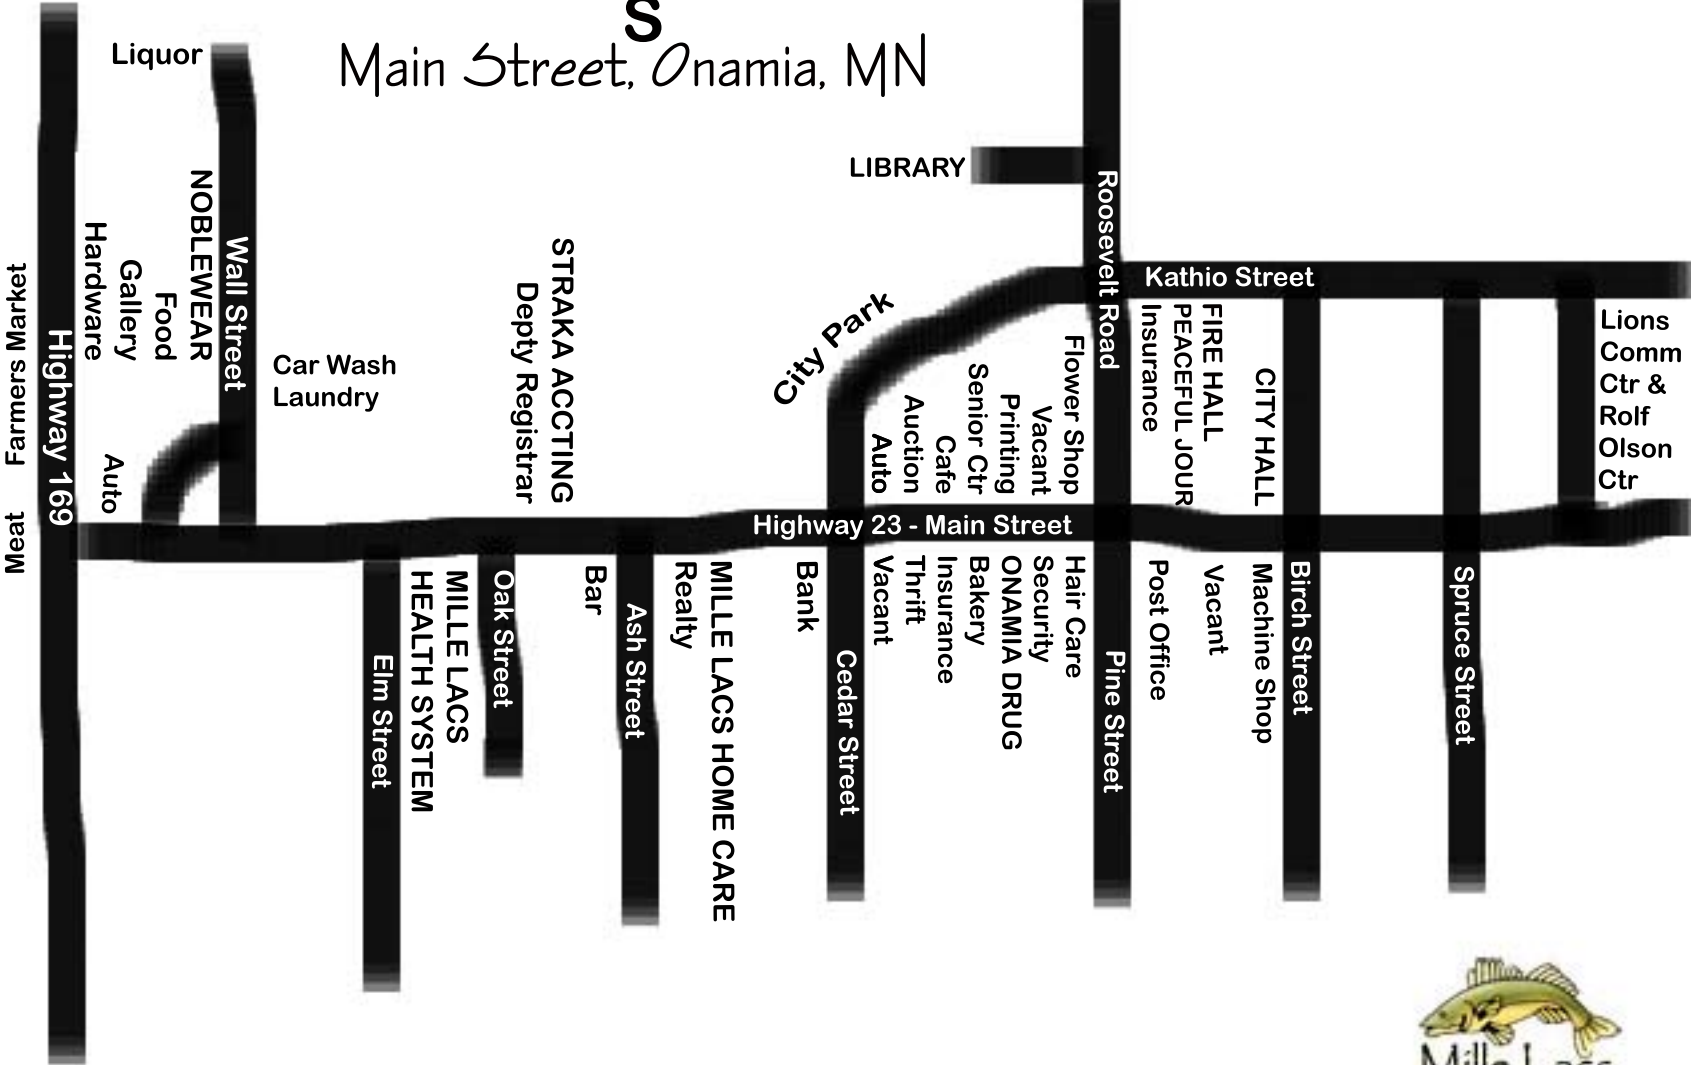 S
Main Street, Onamia, MN
Liquor
LIBRARY
Farmers Market
Meat
Highway 169
Hardware
Gallery
Food
NOBLEWEAR
Wall Street
Auto
Car Wash
Laundry
Depty Registrar
STRAKA ACCTING
City Park
Roosevelt Road
Kathio Street
Auto
Auction
Cafe
Senior Ctr
Printing
Vacant
Flower Shop
Insurance
PEACEFUL JOUR
FIRE HALL
CITY HALL
Lions
Comm
Ctr &
Rolf
Olson
Ctr
Highway 23 - Main Street
Elm Street
HEALTH SYSTEM
MILLE LACS
Oak Street
Bar
Ash Street
Realty
MILLE LACS HOME CARE
Bank
Cedar Street
Vacant
Thrift
Insurance
Bakery
ONAMIA DRUG
Security
Hair Care
Pine Street
Post Office
Vacant
Machine Shop
Birch Street
Spruce Street
Mille Lacs